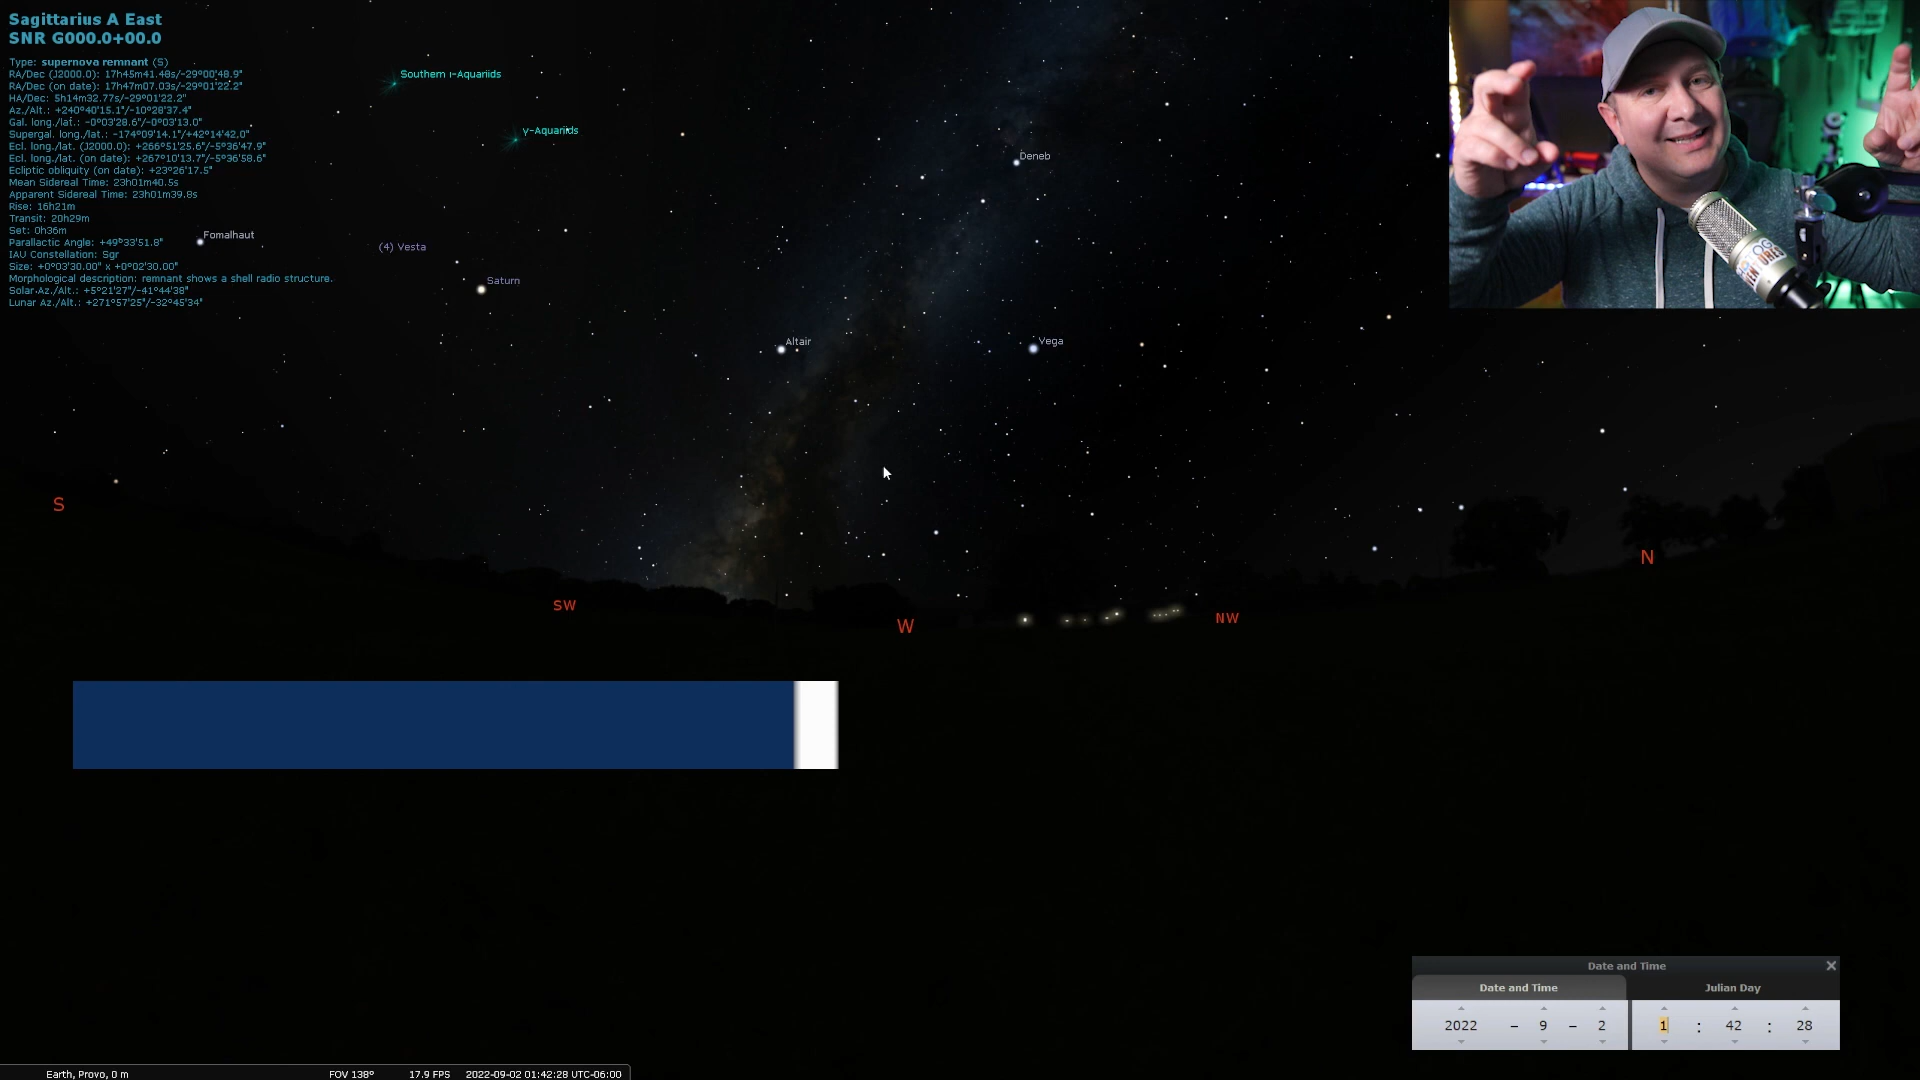 Sagittarius A East
SNR G000.0+00.0
Type: supernova remnant (S)
RA/Dec (J2000.0): 17h45m41.48s/-29°00'48.9"
RA/Dec (on date): 17h47m07.03s/-29°01'22.2"
HA/Dec: 5h14m32.77s/-29°01'22.2"
Az./Alt.: +240°40'15.1"/-10°28'37.4"
Gal. long./lat.: -0°03'28.6"/-0°03'13.0"
Supergal. long./lat.: -174°09'14.1"/+42°14'42.0"
Ecl. long./lat. (J2000.0): +266°51'25.6"/-5°36'47.9"
Ecl. long./lat. (on date): +267°10'13.7"/-5°36'58.6"
Ecliptic obliquity (on date): +23°26'17.5"
Mean Sidereal Time: 23h01m40.5s
Apparent Sidereal Time: 23h01m39.8s
Rise: 16h21m
Transit: 20h29m
Set: 0h36m
Parallactic Angle: +49°33'51.8"
IAU Constellation: Sgr
Size: +0°03'30.00" x +0°02'30.00"
Morphological description: remnant shows a shell radio structure.
Solar Az./Alt.: +5°21'27"/-41°44'38"
Lunar Az./Alt.: +271°57'25"/-32°45'34"
Southern ι-Aquariids
γ-Aquariids
Deneb
Fomalhaut
(4) Vesta
Saturn
Altair
Vega
S
SW
W
NW
N
Date and Time
Date and Time
Julian Day
2022 - 9 - 2
1 : 42 : 28
Earth, Provo, 0 m
FOV 138°
17.9 FPS
2022-09-02 01:42:28 UTC-06:00